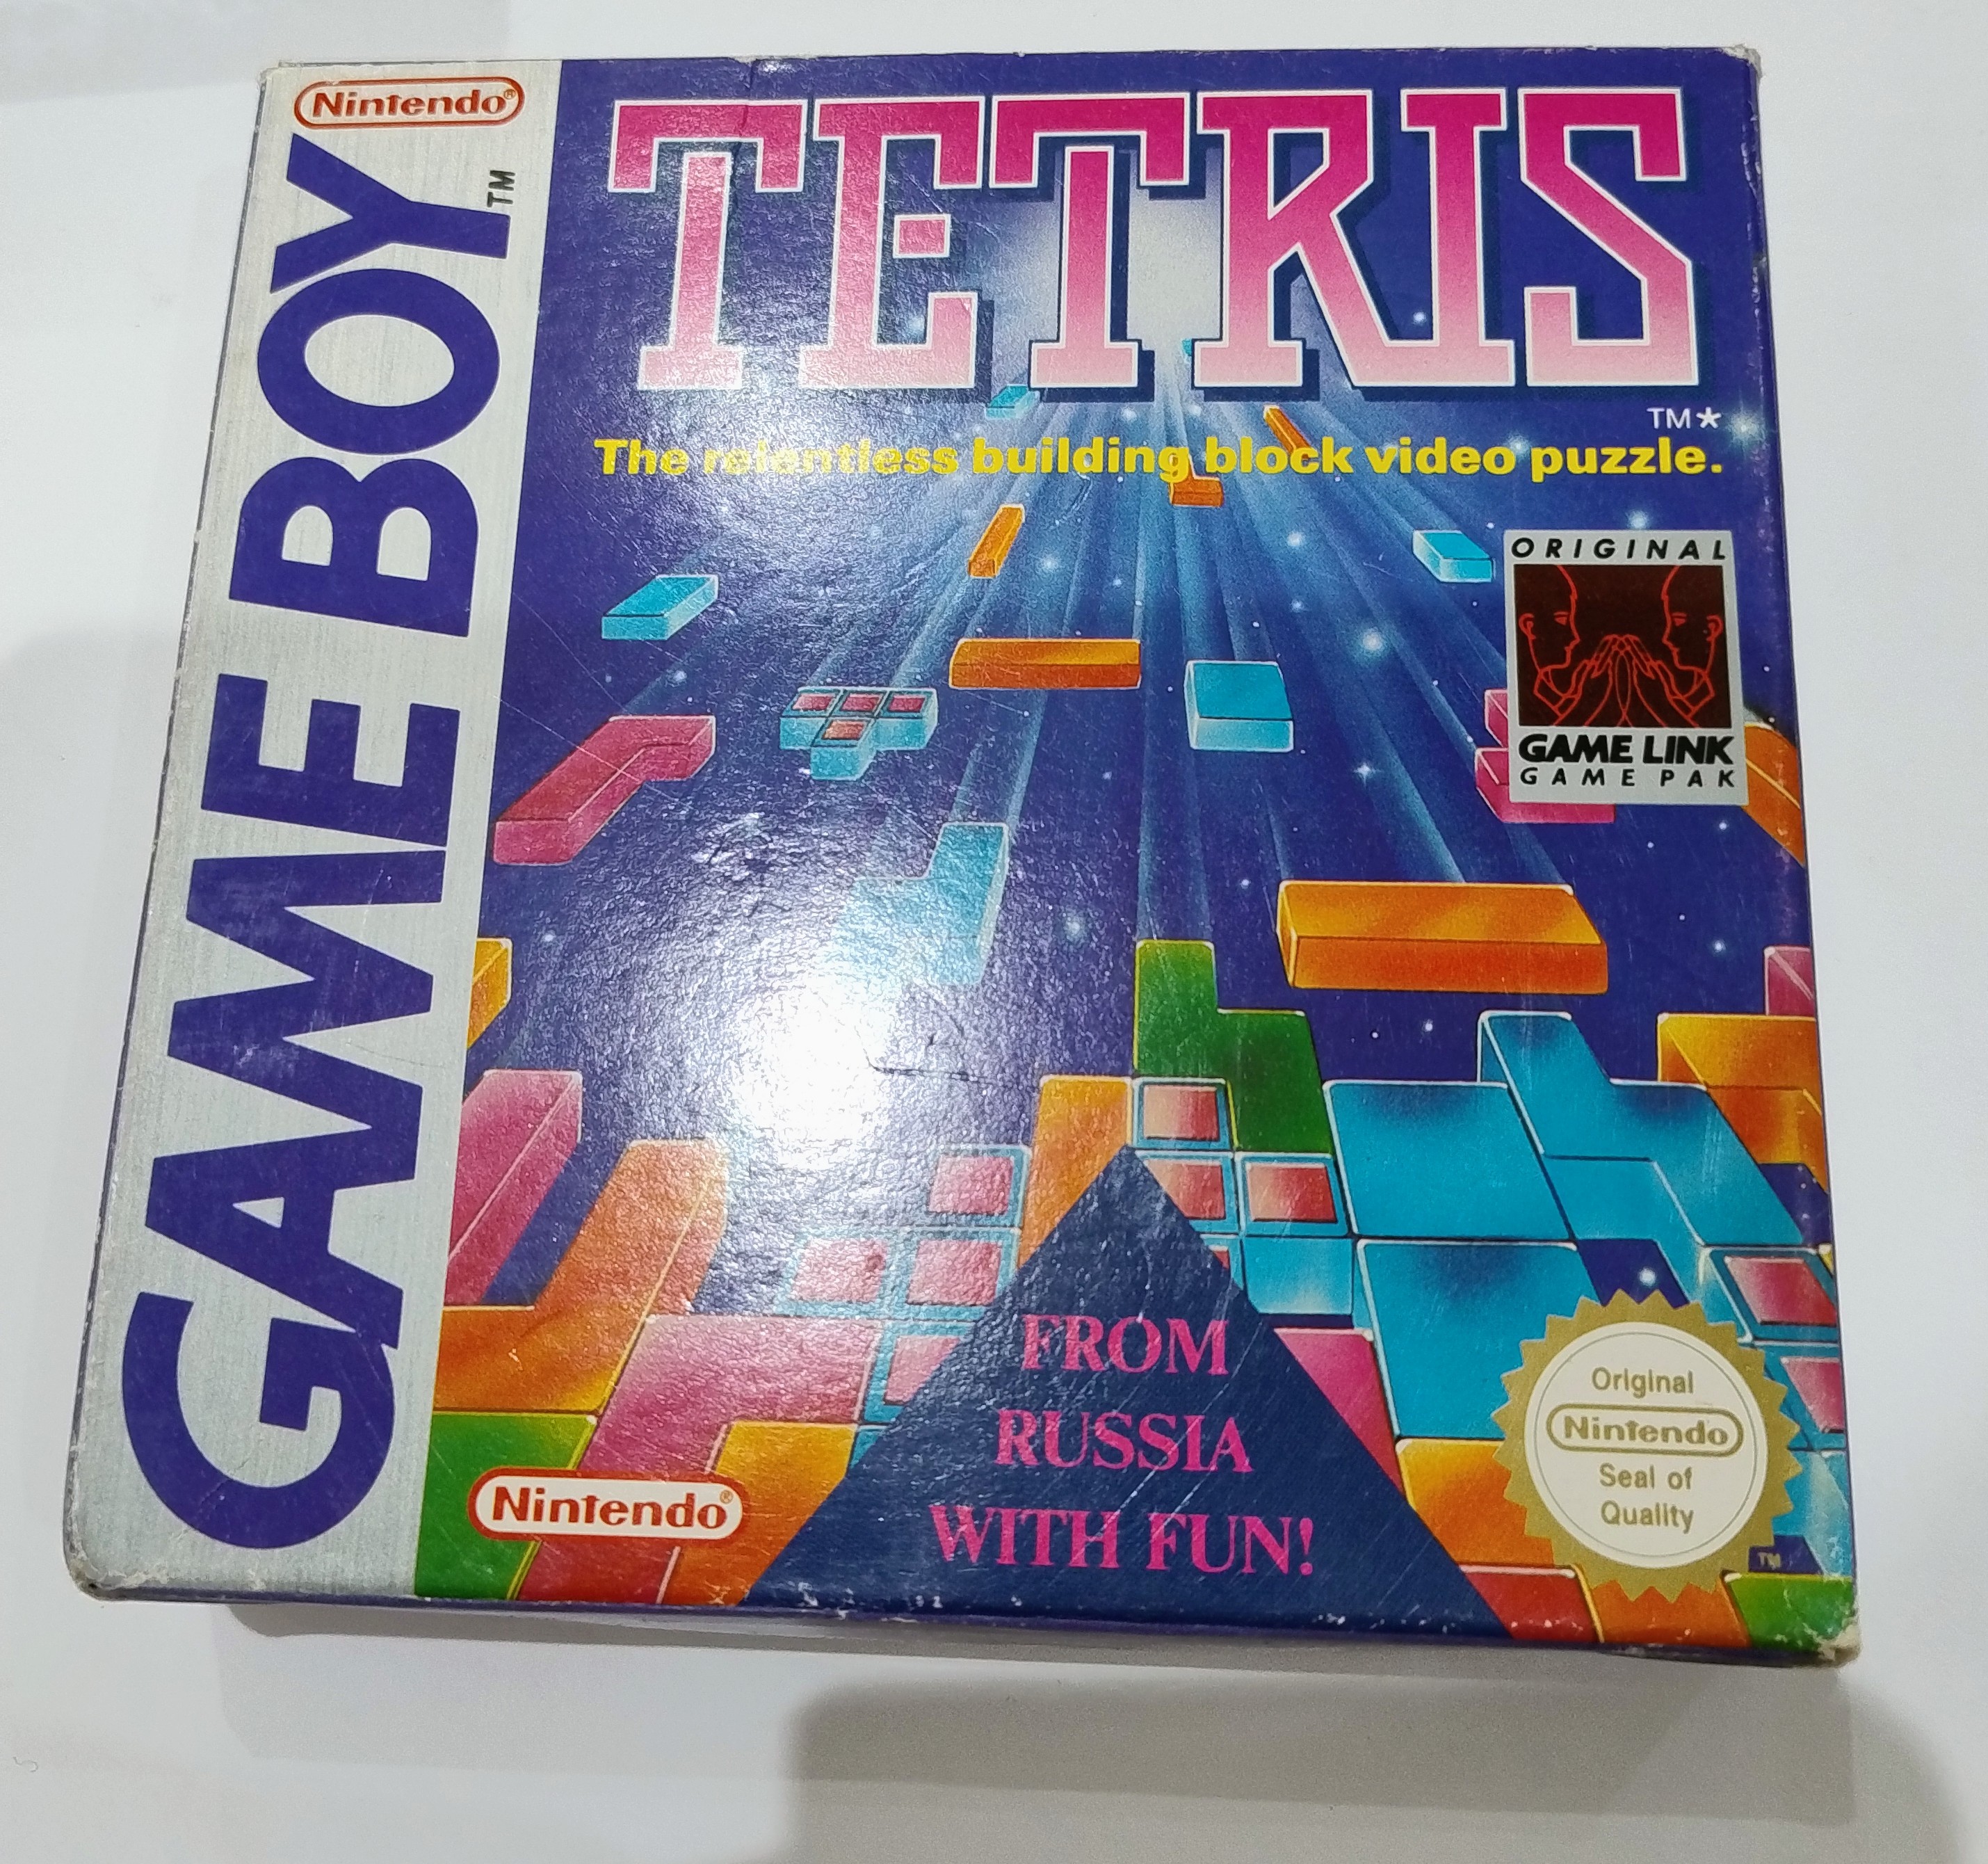 Nintendo®
GAME BOY™
TETRIS
TM*
The relentless building block video puzzle.
ORIGINAL
GAME LINK
GAME PAK
FROM
RUSSIA
WITH FUN!
Nintendo®
Original
Nintendo
Seal of
Quality
TM